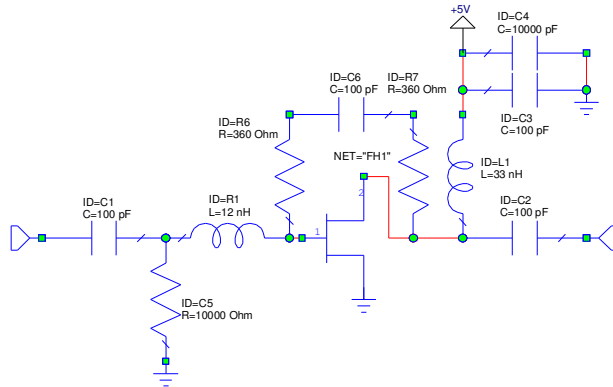 +5V
ID=C4
C=10000 pF
ID=C6
C=100 pF
ID=R7
R=360 Ohm
ID=R6
R=360 Ohm
ID=C3
C=100 pF
NET="FH1"
ID=L1
L=33 nH
2
ID=C1
C=100 pF
ID=R1
L=12 nH
ID=C2
C=100 pF
1
ID=C5
R=10000 Ohm